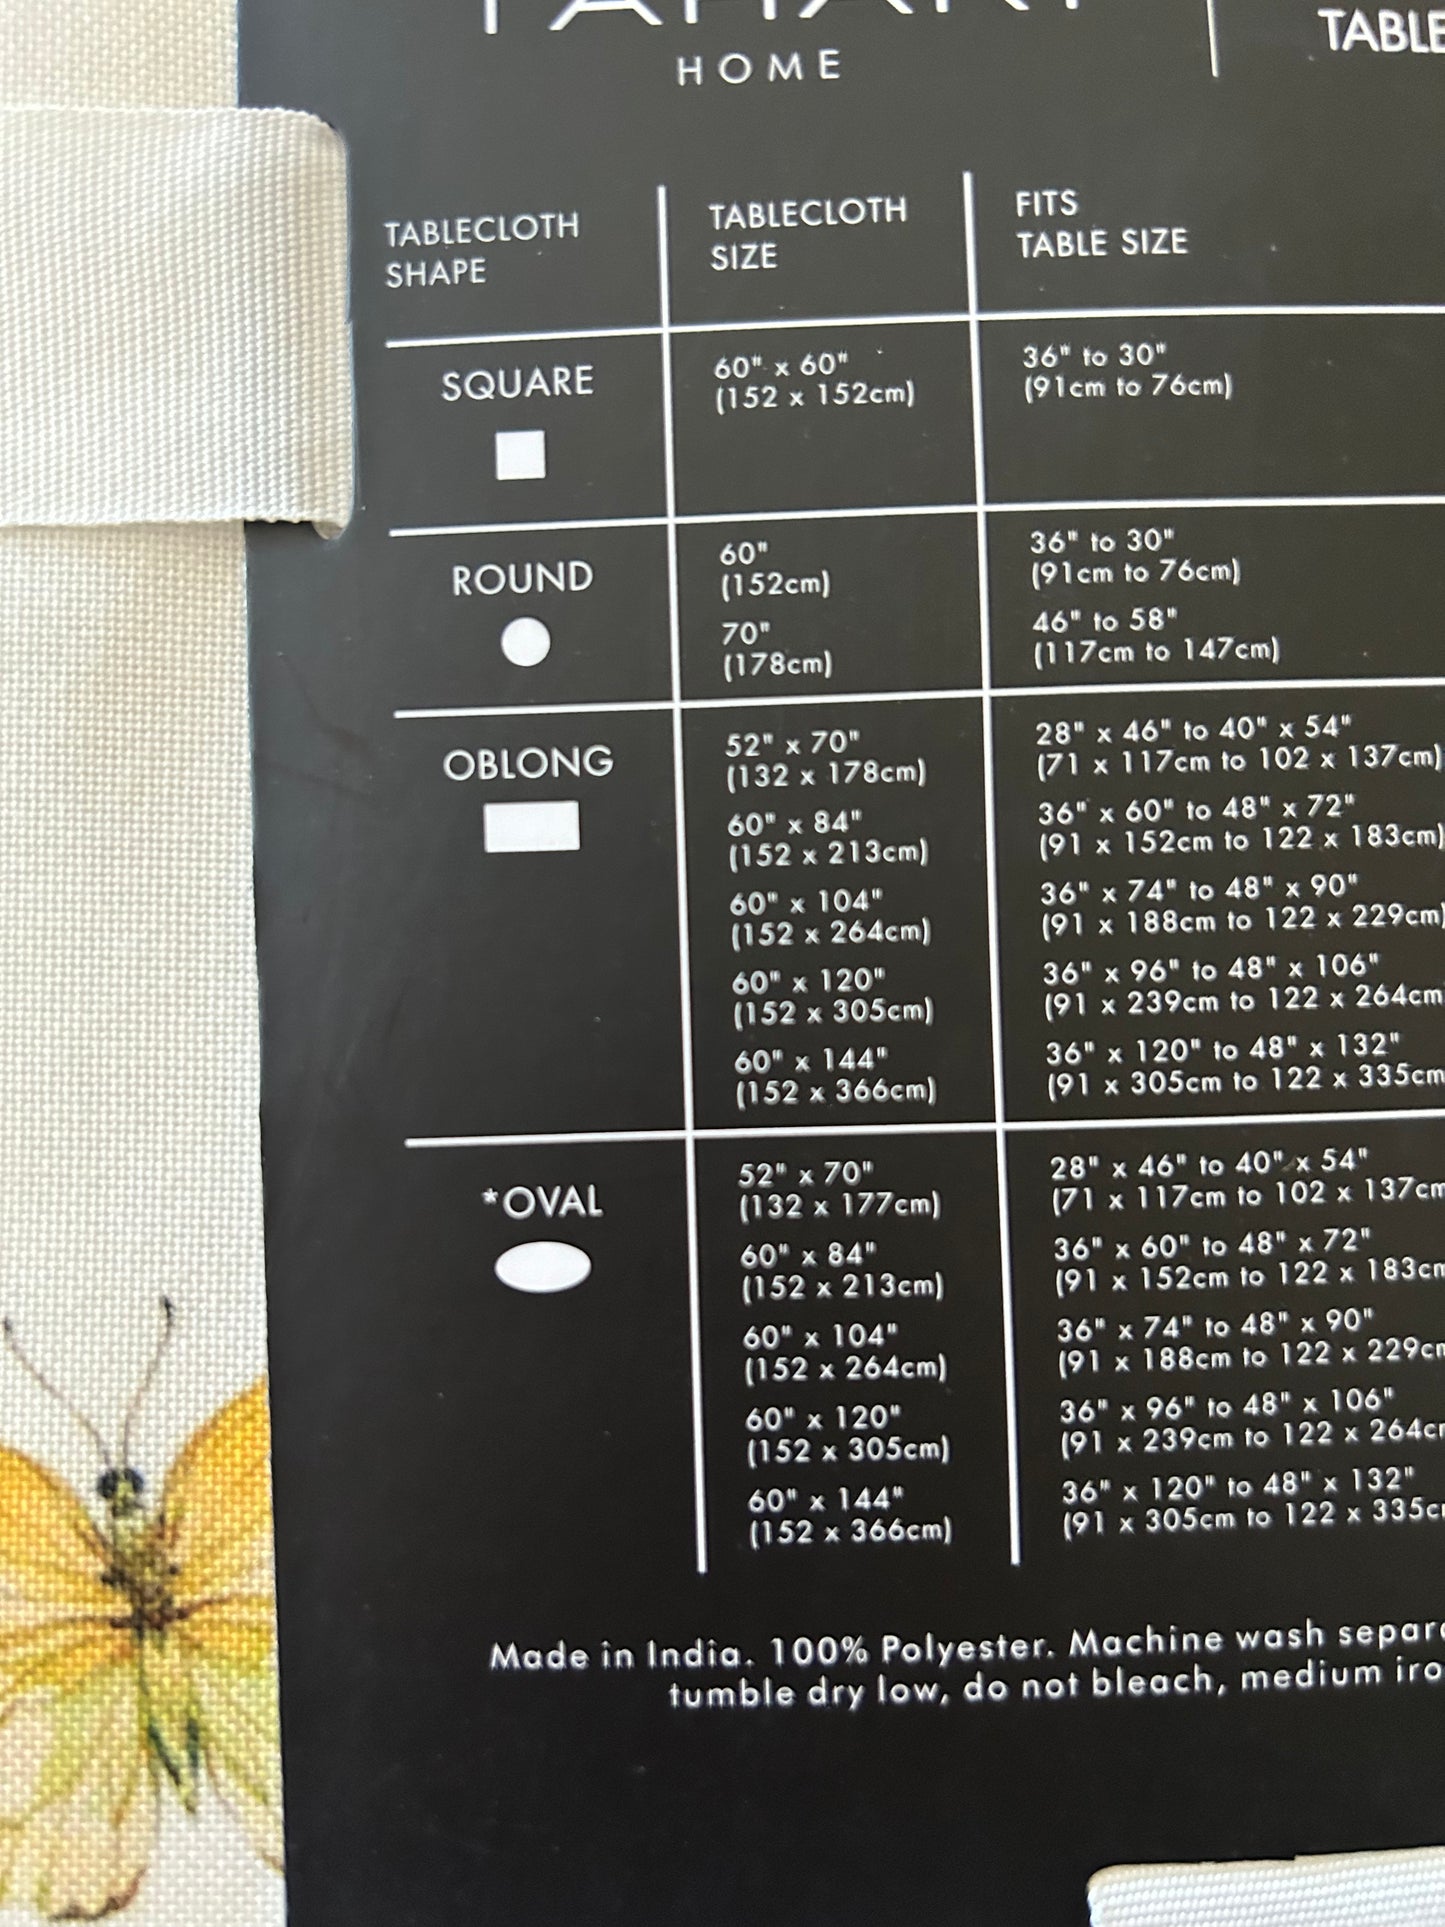 TAHARI
HOME
TABLE
TABLECLOTH
SHAPE
TABLECLOTH
SIZE
FITS
TABLE SIZE
SQUARE
60" x 60"
(152 x 152cm)
36" to 30"
(91cm to 76cm)
ROUND
60"
(152cm)
70"
(178cm)
36" to 30"
(91cm to 76cm)
46" to 58"
(117cm to 147cm)
OBLONG
52" x 70"
(132 x 178cm)
60" x 84"
(152 x 213cm)
60" x 104"
(152 x 264cm)
60" x 120"
(152 x 305cm)
60" x 144"
(152 x 366cm)
28" x 46" to 40" x 54"
(71 x 117cm to 102 x 137cm)
36" x 60" to 48" x 72"
(91 x 152cm to 122 x 183cm)
36" x 74" to 48" x 90"
(91 x 188cm to 122 x 229cm)
36" x 96" to 48" x 106"
(91 x 239cm to 122 x 264cm
36" x 120" to 48" x 132"
(91 x 305cm to 122 x 335cm
*OVAL
52" x 70"
(132 x 177cm)
60" x 84"
(152 x 213cm)
60" x 104"
(152 x 264cm)
60" x 120"
(152 x 305cm)
60" x 144"
(152 x 366cm)
28" x 46" to 40" x 54"
(71 x 117cm to 102 x 137cm
36" x 60" to 48" x 72"
(91 x 152cm to 122 x 183cm
36" x 74" to 48" x 90"
(91 x 188cm to 122 x 229cm
36" x 96" to 48" x 106"
(91 x 239cm to 122 x 264cm
36" x 120" to 48" x 132"
(91 x 305cm to 122 x 335cm
Made in India. 100% Polyester. Machine wash separa
tumble dry low, do not bleach, medium iro